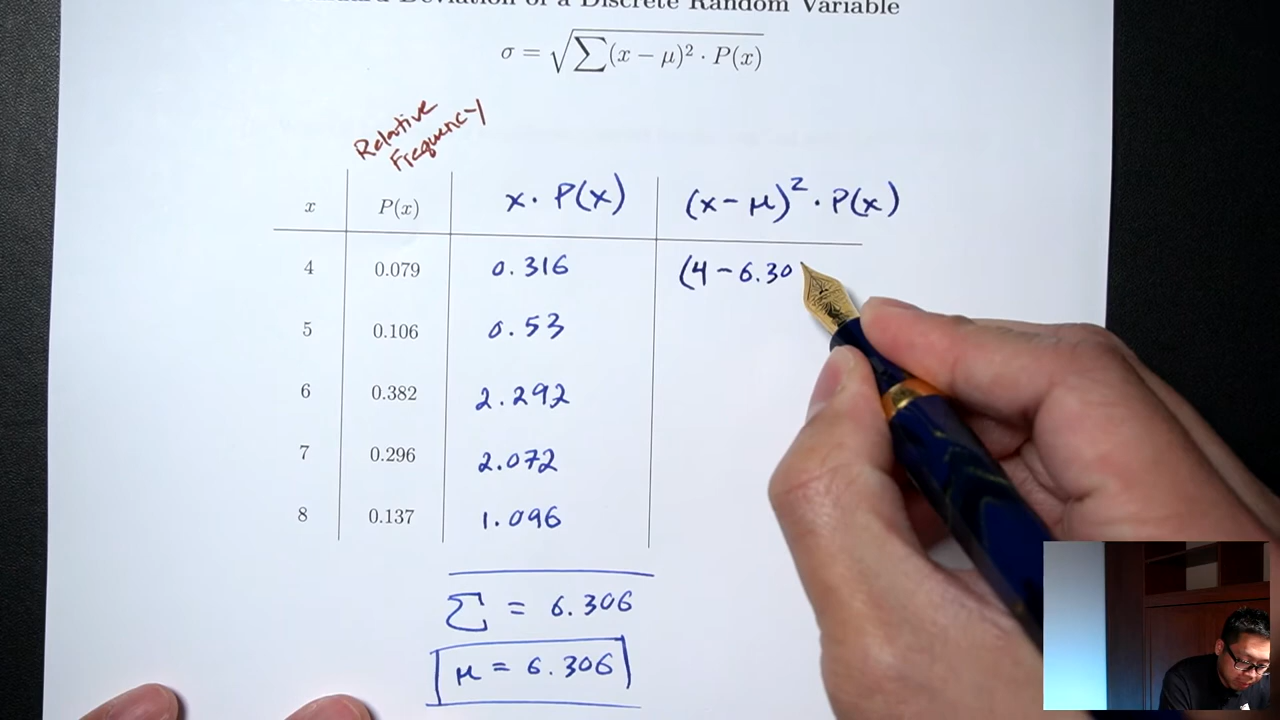 Deviation of a Discrete Random Variable
σ = √∑(x − μ)² · P(x)
Relative
Frequency
x P(x) x · P(x) (x − μ)² · P(x)
4 0.079 0.316 (4 − 6.30
5 0.106 0.53
6 0.382 2.292
7 0.296 2.072
8 0.137 1.096
Σ = 6.306
μ = 6.306